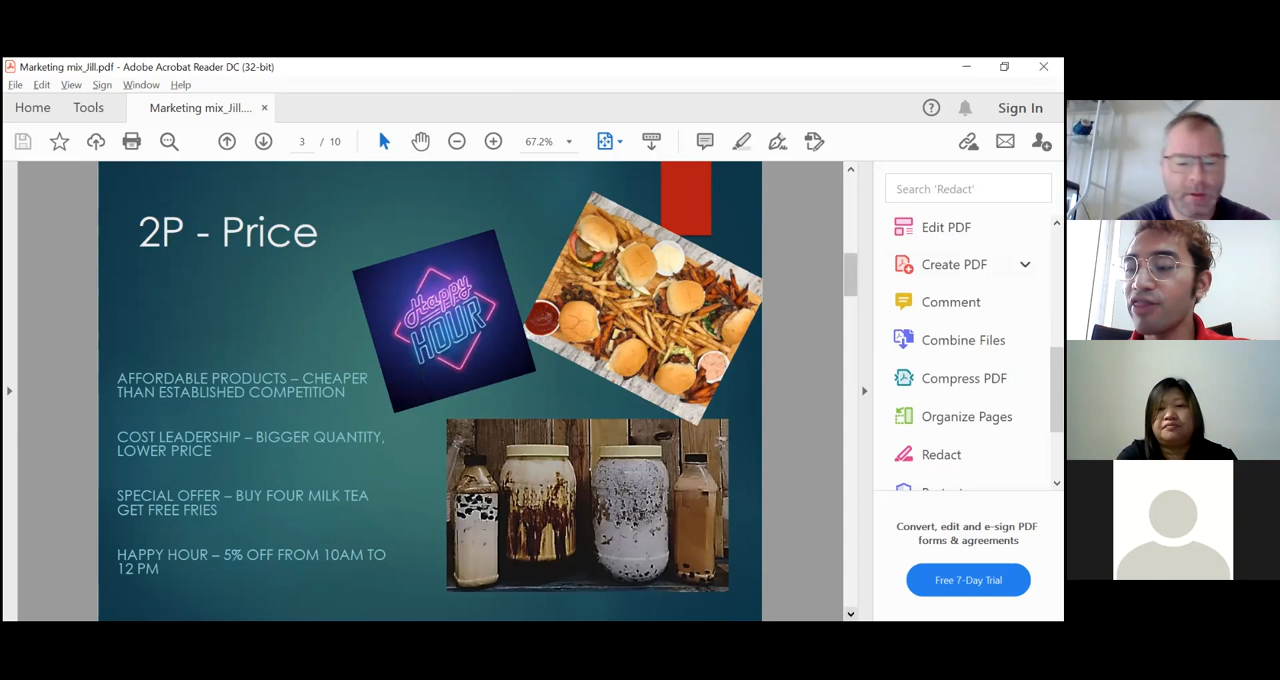 Marketing mix_Jill.pdf - Adobe Acrobat Reader DC (32-bit)
File Edit View Sign Window Help
Home Tools Marketing mix_Jill.... × Sign In
3 / 10 67.2%
2P - Price
Happy
HOUR
AFFORDABLE PRODUCTS – CHEAPER
THAN ESTABLISHED COMPETITION
COST LEADERSHIP – BIGGER QUANTITY,
LOWER PRICE
SPECIAL OFFER – BUY FOUR MILK TEA
GET FREE FRIES
HAPPY HOUR – 5% OFF FROM 10AM TO
12 PM
Search 'Redact'
Edit PDF
Create PDF
Comment
Combine Files
Compress PDF
Organize Pages
Redact
Convert, edit and e-sign PDF
forms & agreements
Free 7-Day Trial